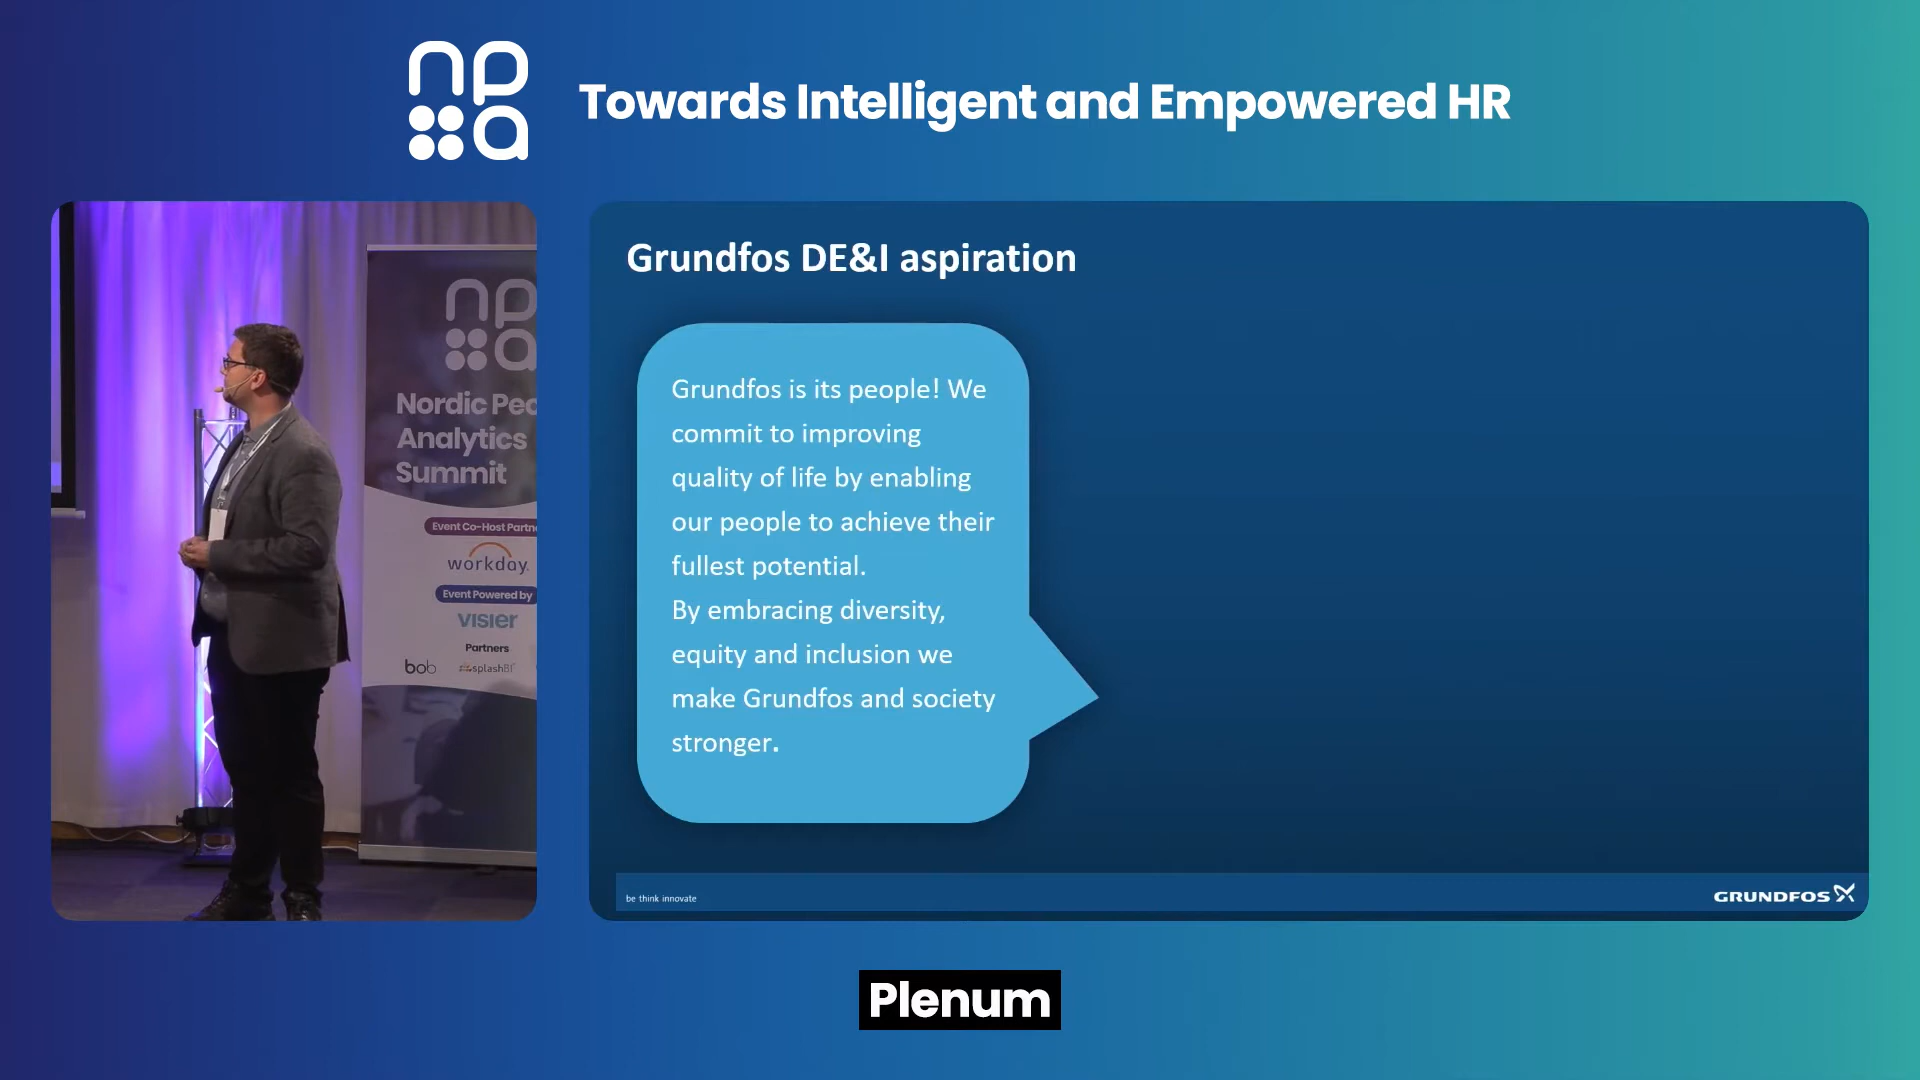 npa
Towards Intelligent and Empowered HR
npa
Nordic
Analytics
Summit
Event Co-Host
workday.
Event Powered by
VISIER
Partners
bob
splashBI
Grundfos DE&I aspiration
Grundfos is its people! We
commit to improving
quality of life by enabling
our people to achieve their
fullest potential.
By embracing diversity,
equity and inclusion we
make Grundfos and society
stronger.
be think innovate
GRUNDFOS
Plenum